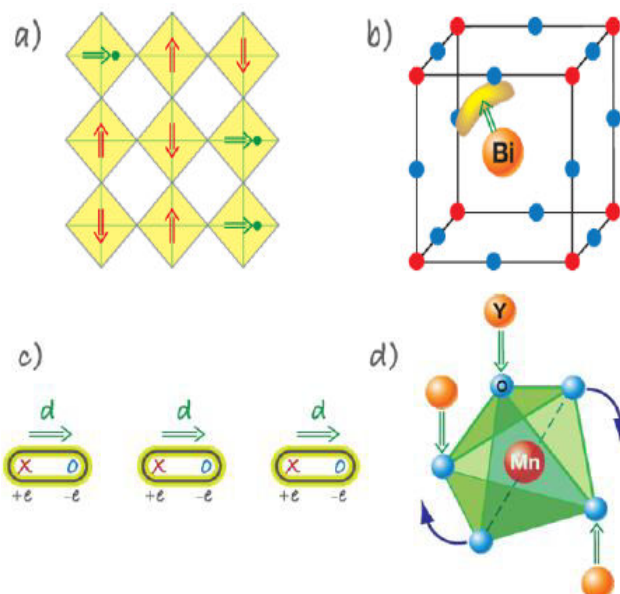 a)
b)
Bi
c)
d d d
x o x o x o
+e -e +e -e +e -e
d)
Y
O
Mn